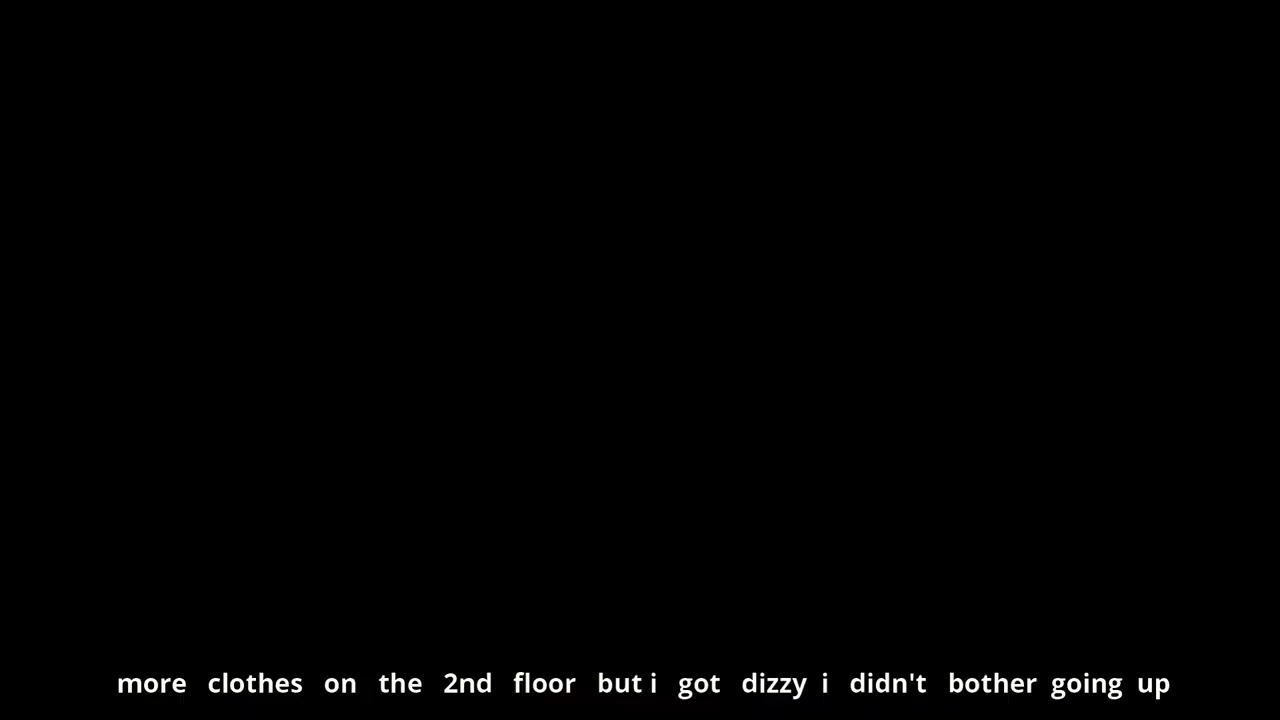 more clothes on the 2nd floor but i got dizzy i didn't bother going up